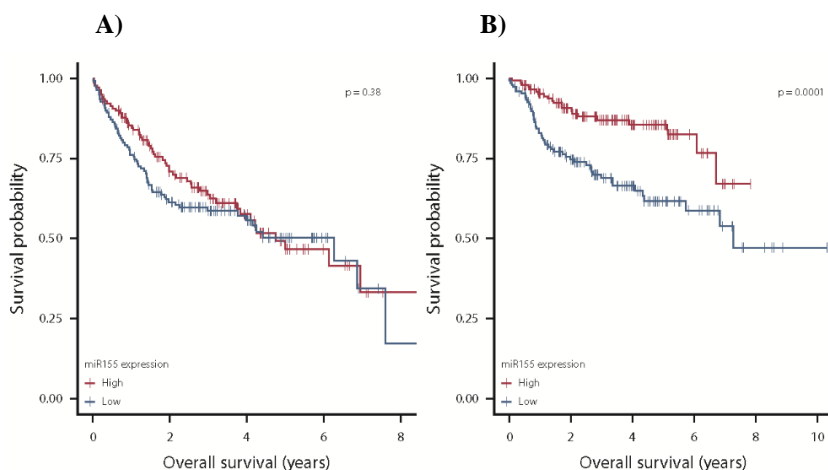 A)
B)
1.00
0.75
0.50
0.25
0.00
Survival probability
p = 0.38
miR155 expression
High
Low
0 2 4 6 8
Overall survival (years)
1.00
0.75
0.50
0.25
0.00
Survival probability
p = 0.0001
miR155 expression
High
Low
0 2 4 6 8 10
Overall survival (years)